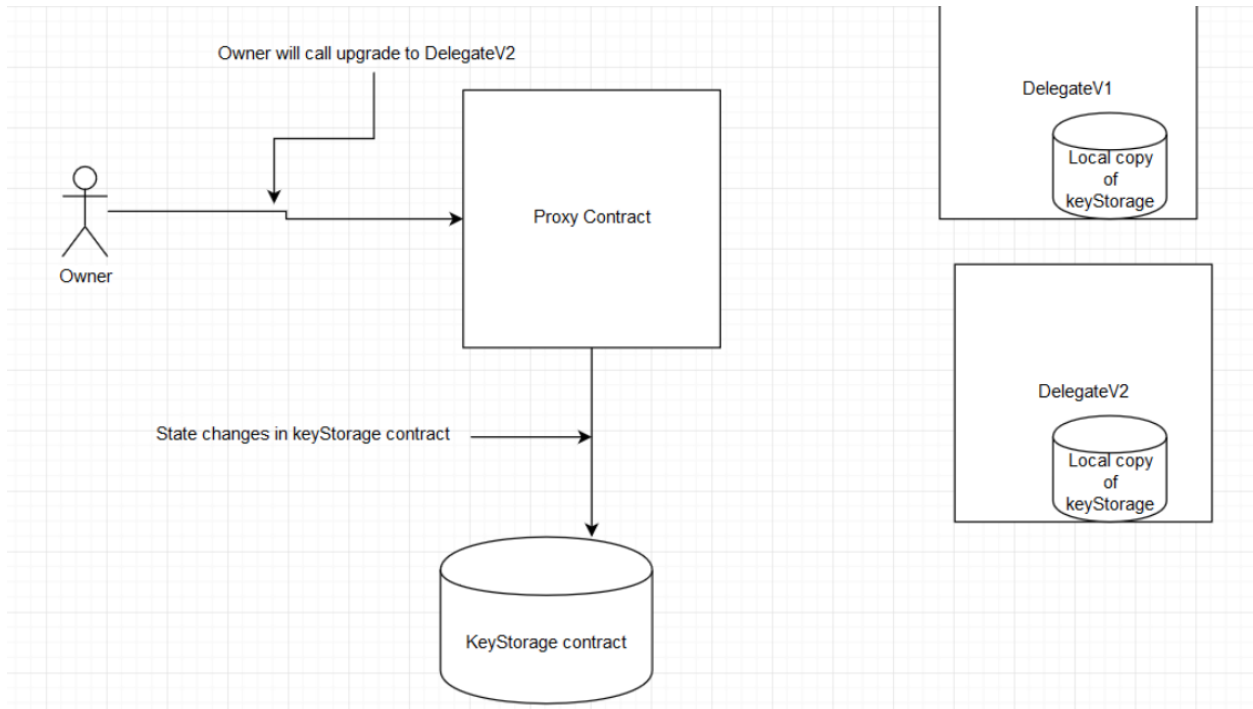 Owner will call upgrade to DelegateV2
DelegateV1
Local copy
of
keyStorage
Proxy Contract
Owner
DelegateV2
State changes in keyStorage contract
Local copy
of
keyStorage
KeyStorage contract